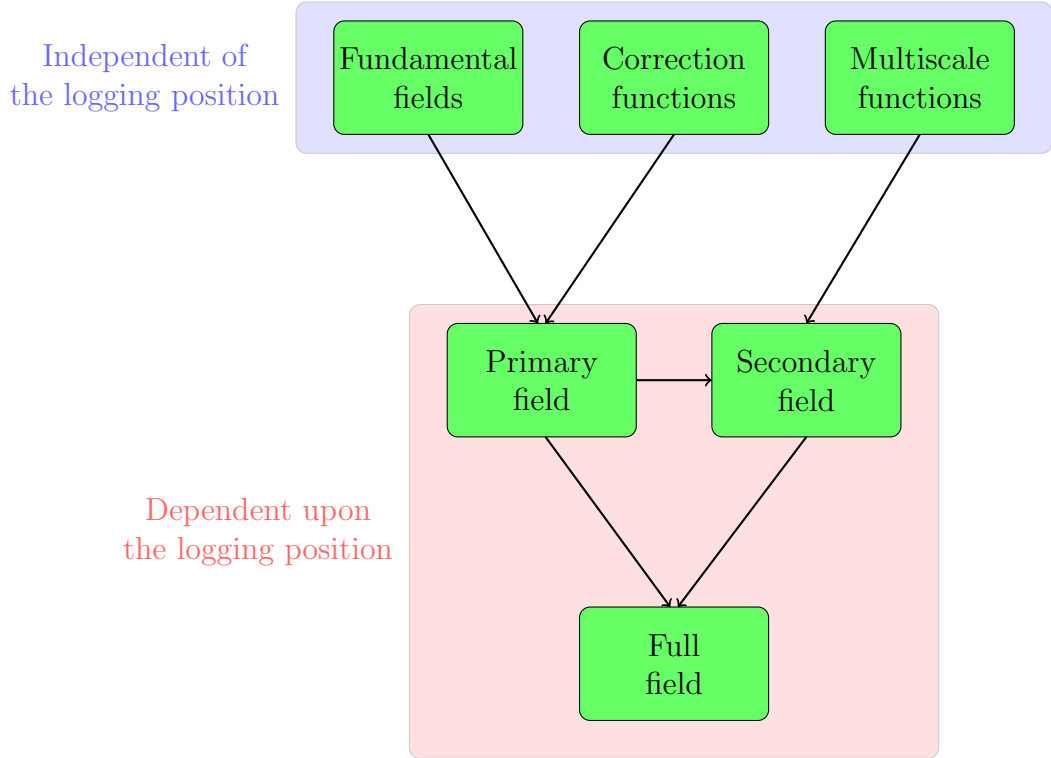 Independent of
the logging position
Fundamental
fields
Correction
functions
Multiscale
functions
Primary
field
Secondary
field
Dependent upon
the logging position
Full
field